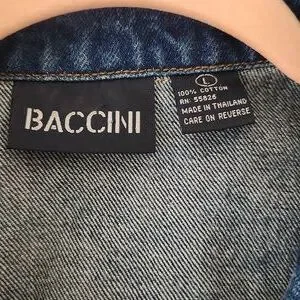 BACCINI
L
100% COTTON
RN: 55826
MADE IN THAILAND
CARE ON REVERSE